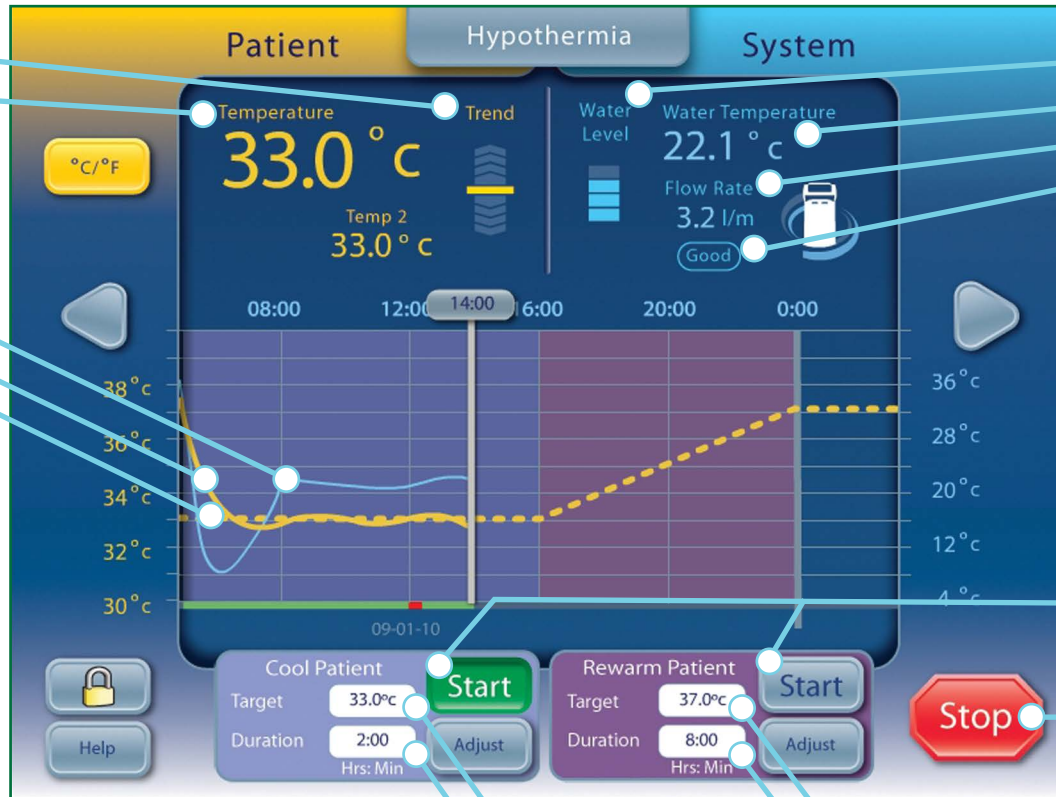 Patient
Hypothermia
System
Temperature
33.0 °c
Trend
Temp 2
33.0 ° c
Water
Level
Water Temperature
22.1 ° c
Flow Rate
3.2 l/m
Good
°C/°F
08:00
14:00
16:00
20:00
0:00
38°c
36°c
34°c
32°c
30°c
36°c
28°c
20°c
12°c
4 °c
09-01-10
Cool Patient
Target 33.0ºc
Duration 2:00
Hrs: Min
Start
Adjust
Rewarm Patient
Target 37.0ºc
Duration 8:00
Hrs: Min
Start
Adjust
Stop
Help